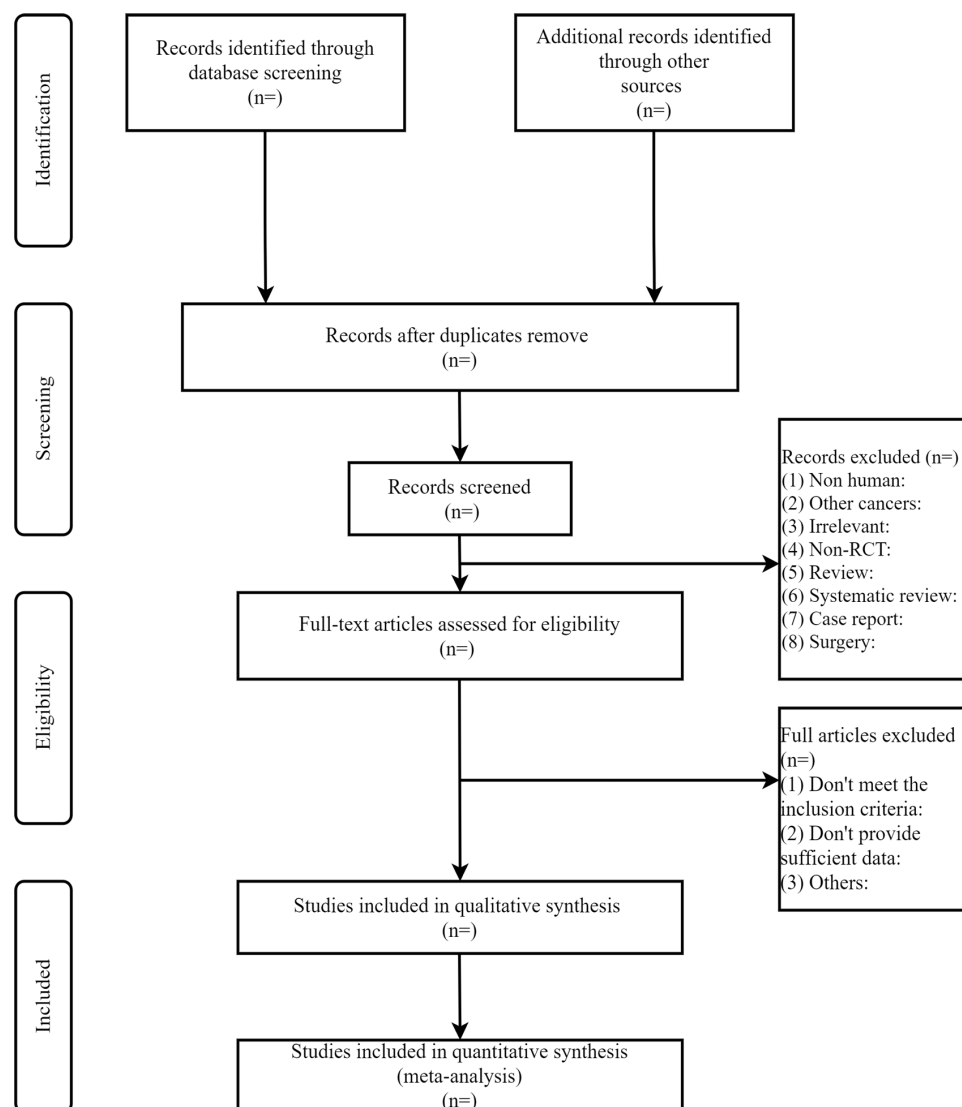 Identification
Records identified through
database screening
(n=)
Additional records identified
through other
sources
(n=)
Screening
Records after duplicates remove
(n=)
Records screened
(n=)
Records excluded (n=)
(1) Non human:
(2) Other cancers:
(3) Irrelevant:
(4) Non-RCT:
(5) Review:
(6) Systematic review:
(7) Case report:
(8) Surgery:
Eligibility
Full-text articles assessed for eligibility
(n=)
Full articles excluded
(n=)
(1) Don't meet the
inclusion criteria:
(2) Don't provide
sufficient data:
(3) Others:
Included
Studies included in qualitative synthesis
(n=)
Studies included in quantitative synthesis
(meta-analysis)
(n=)